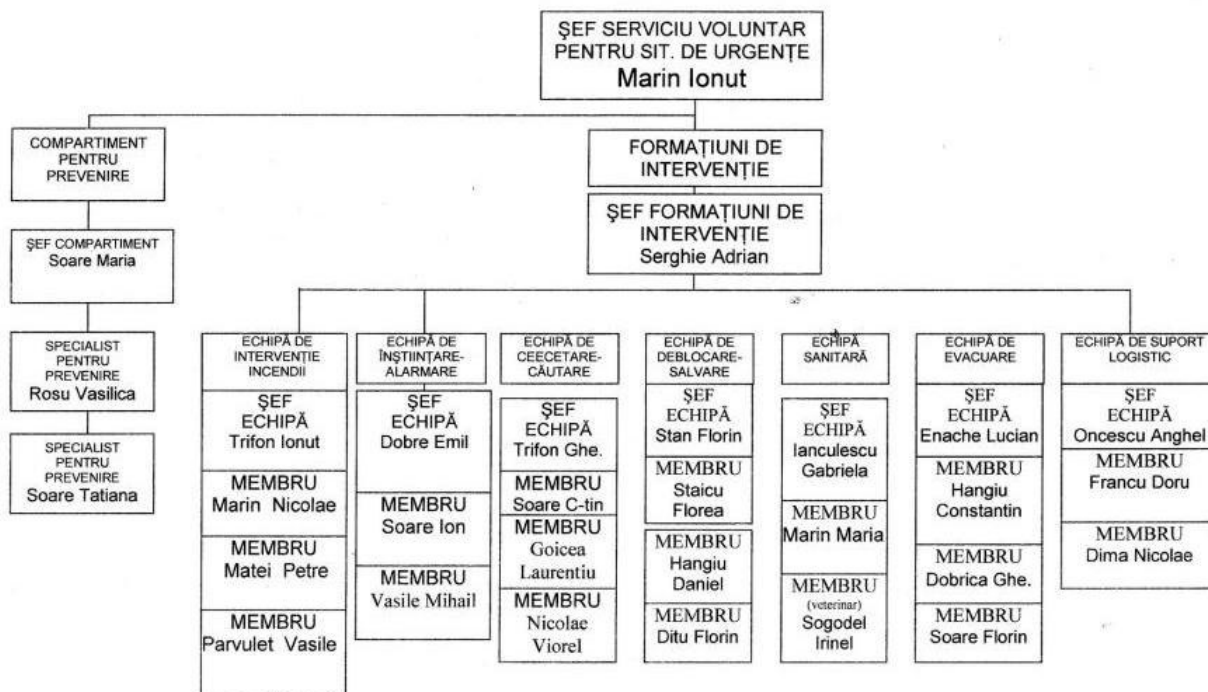 ŞEF SERVICIU VOLUNTAR
PENTRU SIT. DE URGENŢE
Marin Ionut
COMPARTIMENT
PENTRU
PREVENIRE
ŞEF COMPARTIMENT
Soare Maria
SPECIALIST
PENTRU
PREVENIRE
Rosu Vasilica
SPECIALIST
PENTRU
PREVENIRE
Soare Tatiana
FORMAŢIUNI DE
INTERVENŢIE
ŞEF FORMAŢIUNI DE
INTERVENŢIE
Serghie Adrian
ECHIPĂ DE
INTERVENŢIE
INCENDII
ŞEF
ECHIPĂ
Trifon Ionut
MEMBRU
Marin Nicolae
MEMBRU
Matei Petre
MEMBRU
Parvulet Vasile
ECHIPĂ DE
ÎNŞTIINŢARE-
ALARMARE
ŞEF
ECHIPĂ
Dobre Emil
MEMBRU
Soare Ion
MEMBRU
Vasile Mihail
ECHIPĂ DE
CEECETARE-
CĂUTARE
ŞEF
ECHIPĂ
Trifon Ghe.
MEMBRU
Soare C-tin
MEMBRU
Goicea
Laurentiu
MEMBRU
Nicolae
Viorel
ECHIPĂ DE
DEBLOCARE-
SALVARE
ŞEF
ECHIPĂ
Stan Florin
MEMBRU
Staicu
Florea
MEMBRU
Hangiu
Daniel
MEMBRU
Ditu Florin
ECHIPĂ
SANITARĂ
ŞEF
ECHIPĂ
Ianculescu
Gabriela
MEMBRU
Marin Maria
MEMBRU
(veterinar)
Sogodel
Irinel
ECHIPĂ DE
EVACUARE
ŞEF
ECHIPĂ
Enache Lucian
MEMBRU
Hangiu
Constantin
MEMBRU
Dobrica Ghe.
MEMBRU
Soare Florin
ECHIPĂ DE SUPORT
LOGISTIC
ŞEF
ECHIPĂ
Oncescu Anghel
MEMBRU
Francu Doru
MEMBRU
Dima Nicolae